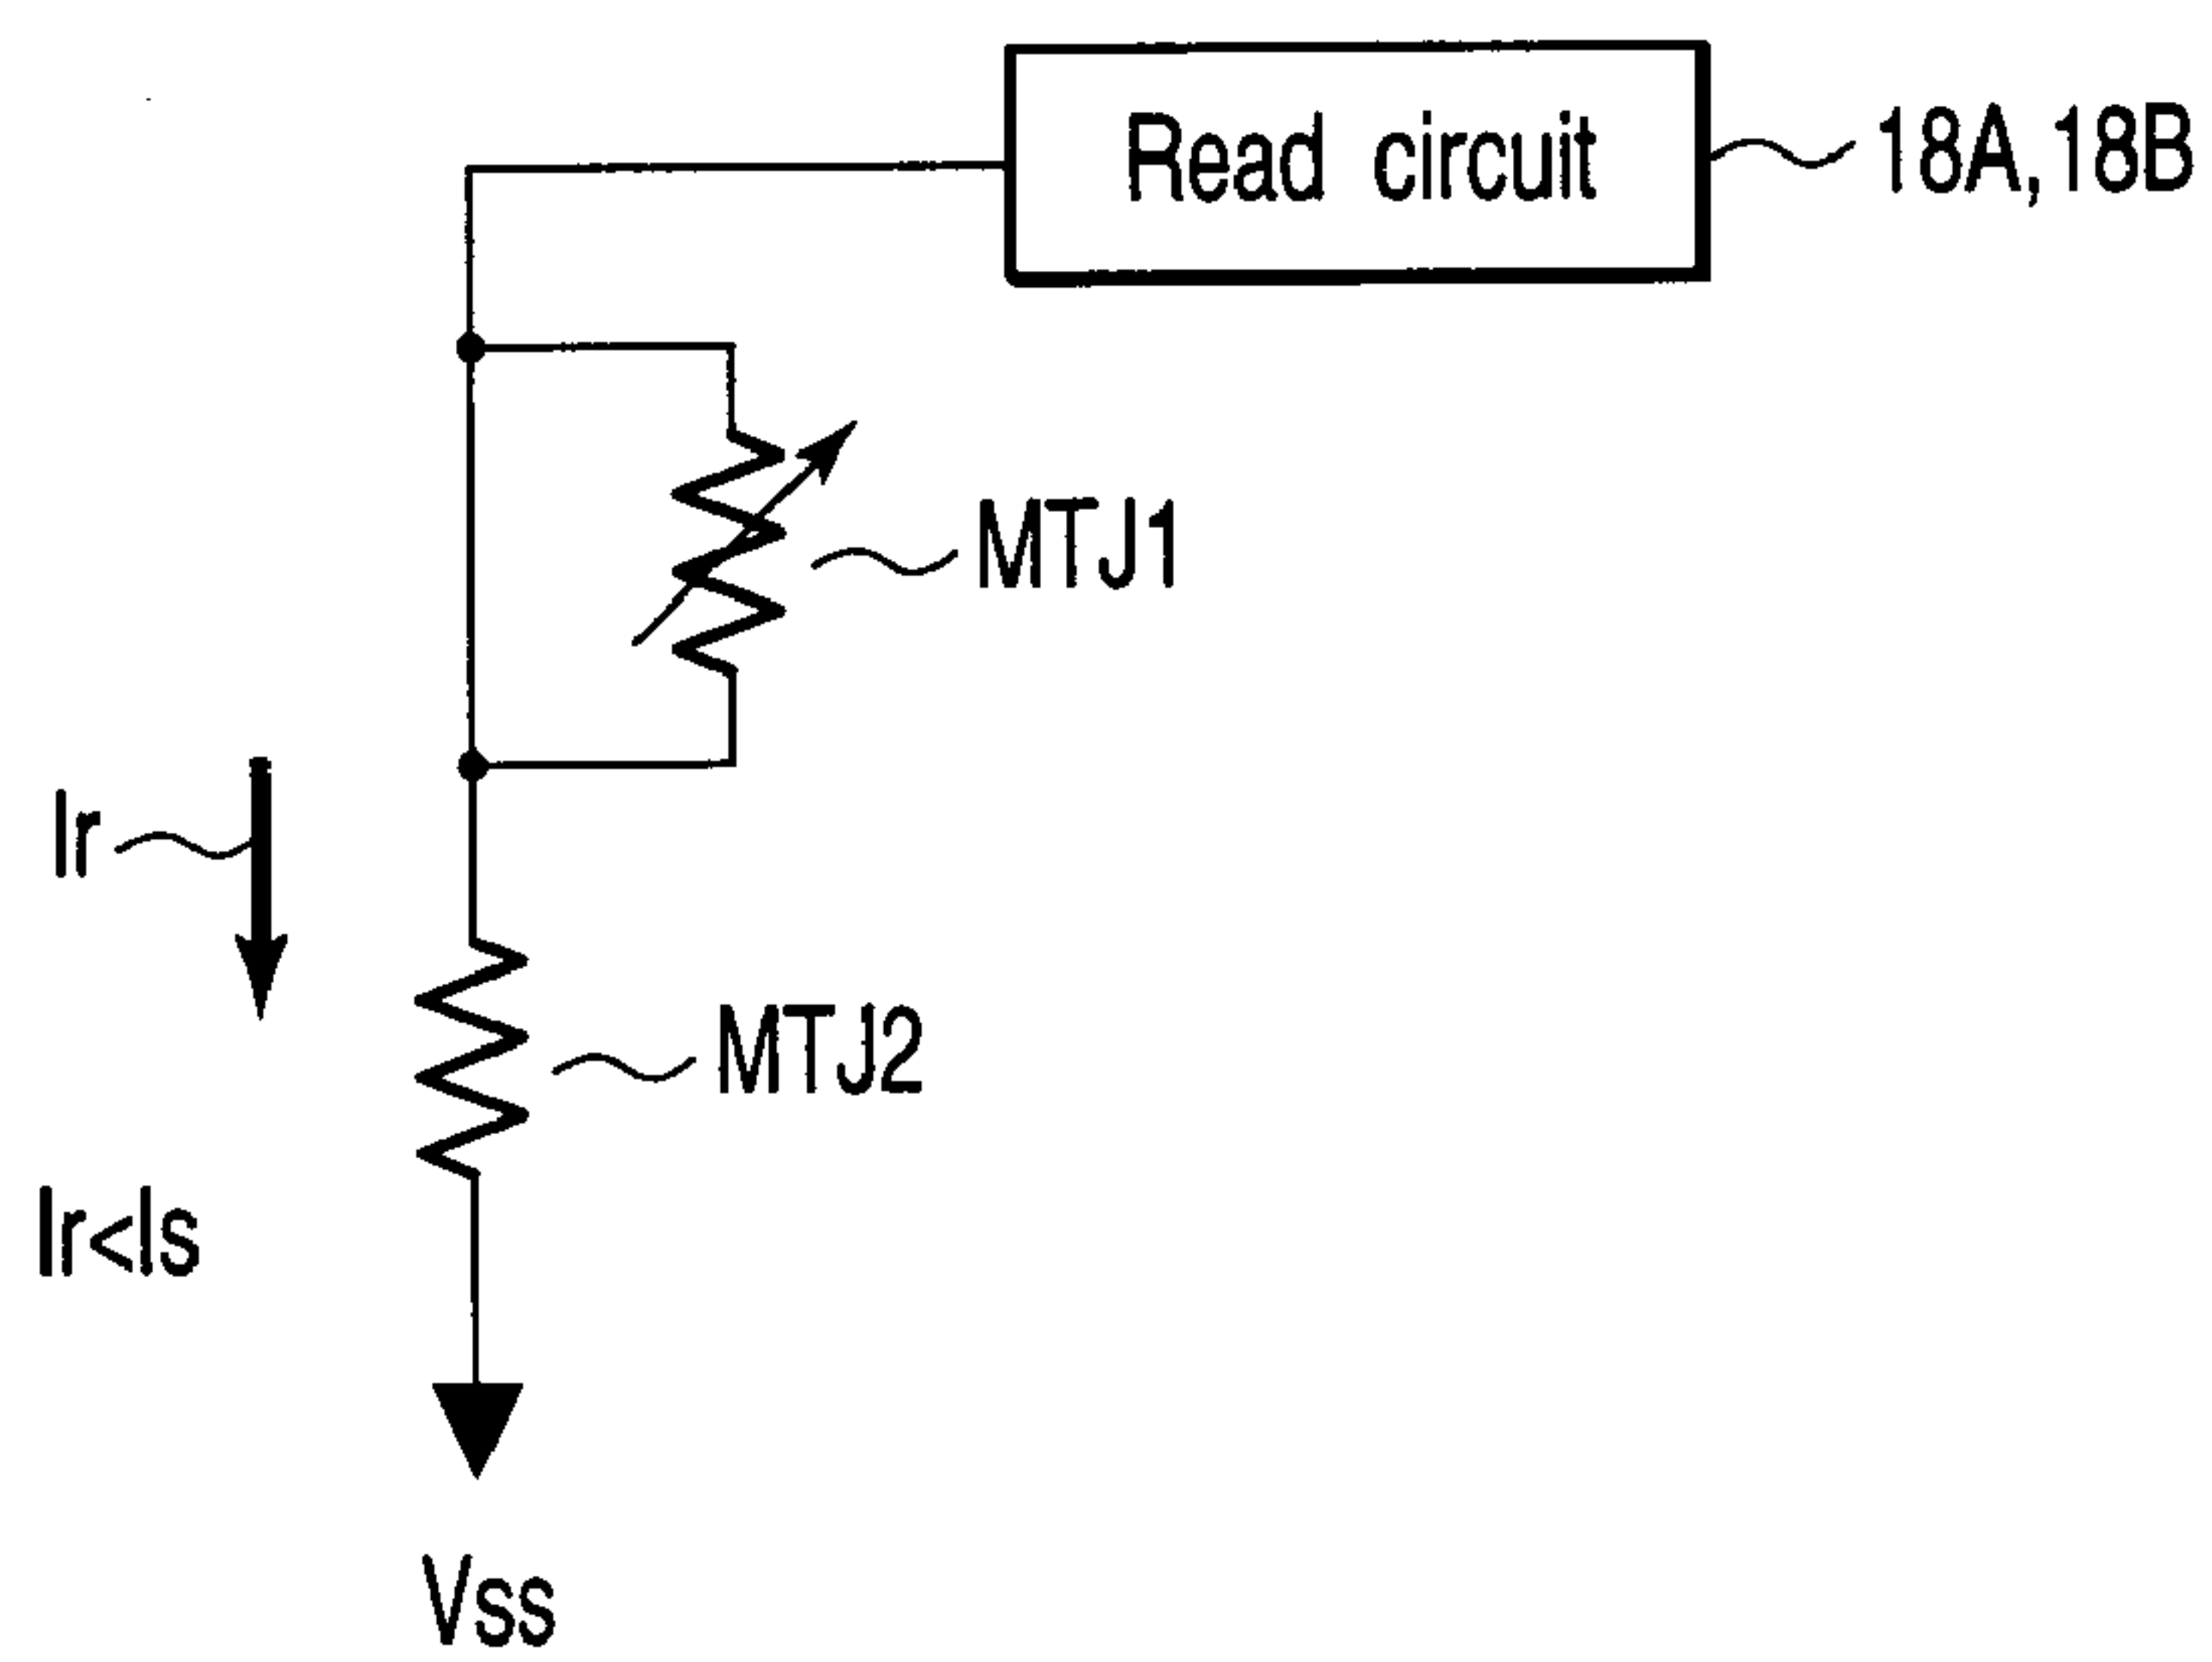 Read circuit
18A,18B
MTJ1
Ir
MTJ2
Ir<Is
Vss